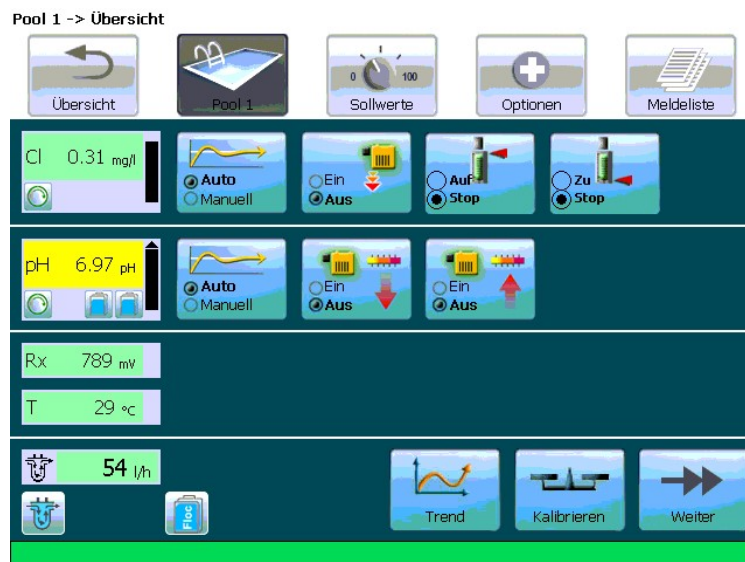 Pool 1 -> Übersicht
Übersicht
Pool 1
Sollwerte
0 100
Optionen
Meldeliste
Cl 0.31 mg/l
Auto
Manuell
Ein
Aus
Auf
Stop
Zu
Stop
pH 6.97 pH
Auto
Manuell
Ein
Aus
Ein
Aus
Rx 789 mV
T 29 °C
54 l/h
Floc
Trend
Kalibrieren
Weiter